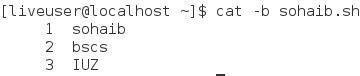 [liveuser@localhost ~]$ cat -b sohaib.sh
1 sohaib
2 bscs
3 IUZ